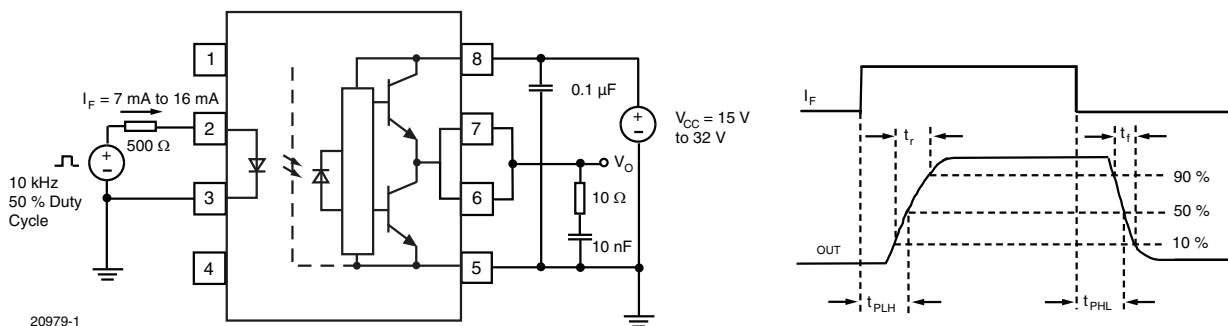 1
2
3
4
8
7
6
5
I_F = 7 mA to 16 mA
500 Ω
+
-
10 kHz
50 % Duty
Cycle
0.1 µF
+
-
V_CC = 15 V
to 32 V
V_O
10 Ω
10 nF
20979-1
I_F
t_r
t_f
90 %
50 %
10 %
OUT
t_PLH
t_PHL